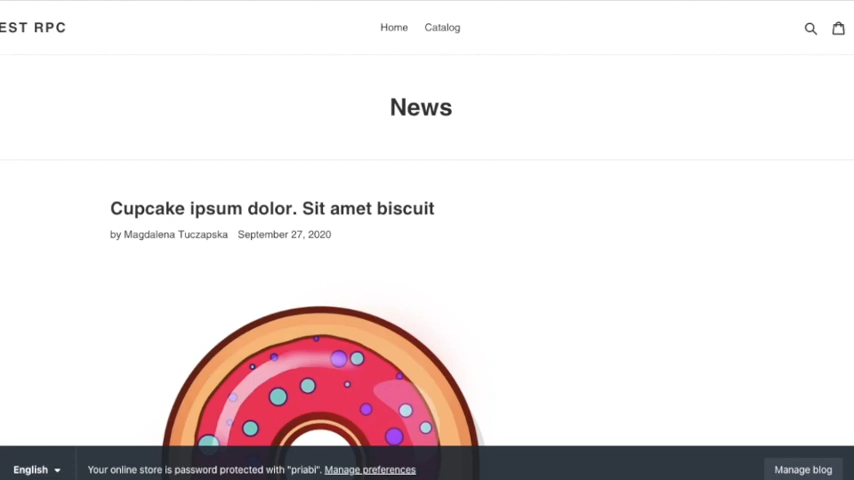 EST RPC
Home Catalog
News
Cupcake ipsum dolor. Sit amet biscuit
by Magdalena Tuczapska September 27, 2020
English Your online store is password protected with "priabi". Manage preferences Manage blog